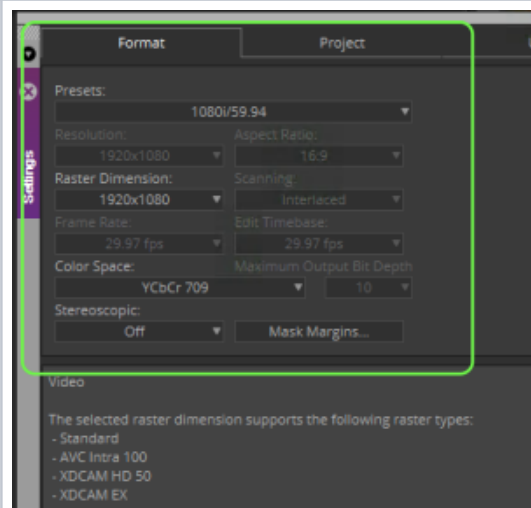 Format Project
Settings
Presets:
1080i/59.94
Resolution: Aspect Ratio:
1920x1080 16:9
Raster Dimension: Scanning:
1920x1080 Interlaced
Frame Rate: Edit Timebase:
29.97 fps 29.97 fps
Color Space: Maximum Output Bit Depth
YCbCr 709 10
Stereoscopic:
Off Mask Margins...
Video
The selected raster dimension supports the following raster types:
- Standard
- AVC Intra 100
- XDCAM HD 50
- XDCAM EX